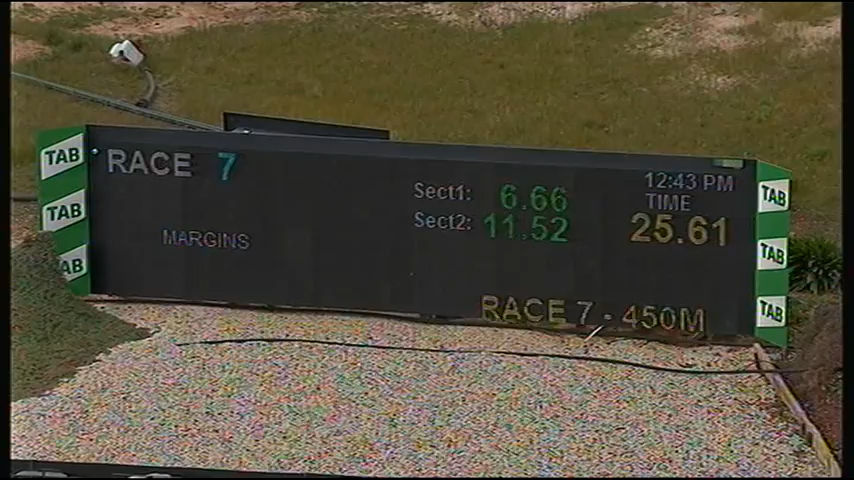 TAB
TAB
TAB
RACE 7
MARGINS
Sect1: 6.66
Sect2: 11.52
12:43 PM
TIME
25.61
RACE 7 - 450M
TAB
TAB
TAB